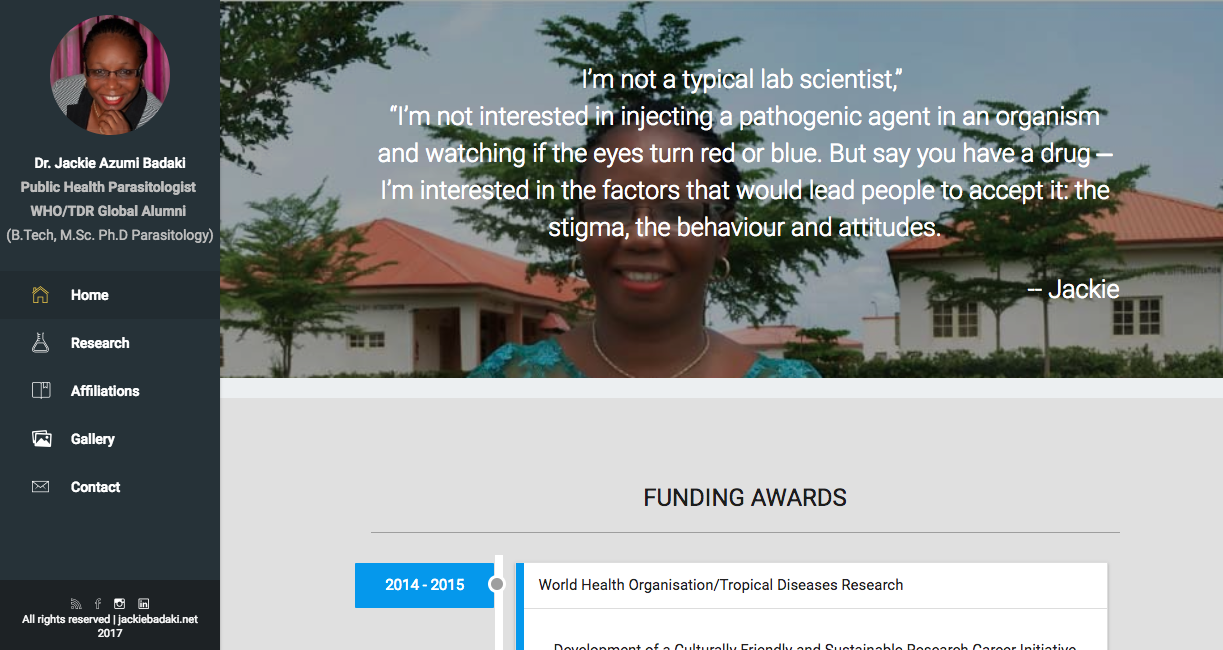 Dr. Jackie Azumi Badaki
Public Health Parasitologist
WHO/TDR Global Alumni
(B.Tech, M.Sc. Ph.D Parasitology)
Home
Research
Affiliations
Gallery
Contact
All rights reserved | jackiebadaki.net
2017
I'm not a typical lab scientist,”
“I'm not interested in injecting a pathogenic agent in an organism
and watching if the eyes turn red or blue. But say you have a drug —
I'm interested in the factors that would lead people to accept it: the
stigma, the behaviour and attitudes.
-- Jackie
FUNDING AWARDS
2014 - 2015
World Health Organisation/Tropical Diseases Research
Development of a Culturally Friendly and Sustainable Research Career Initiative